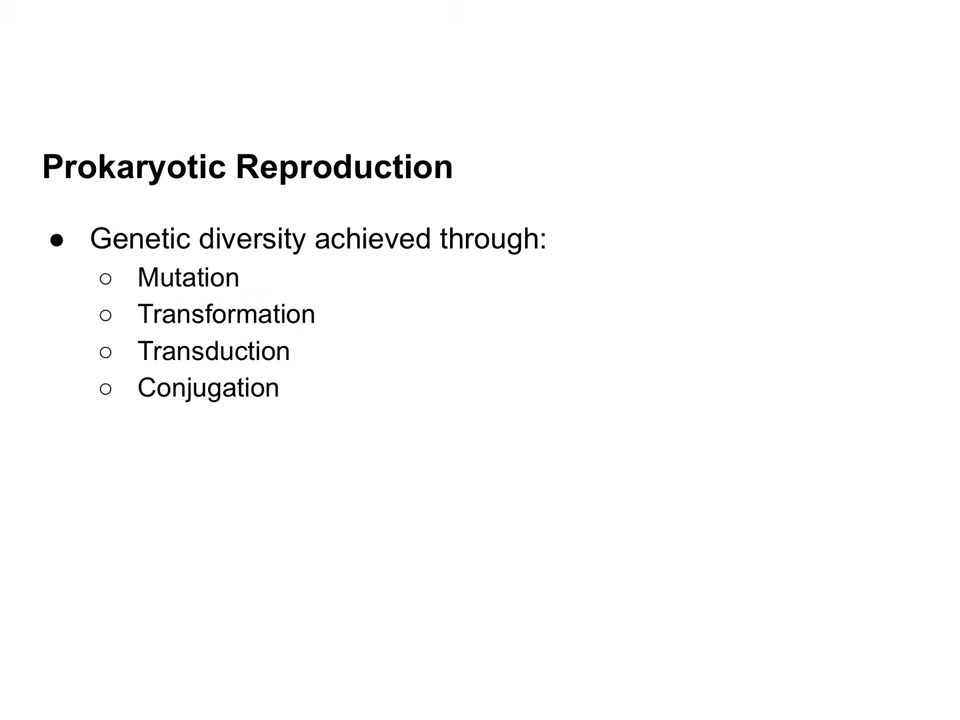 Prokaryotic Reproduction
● Genetic diversity achieved through:
○ Mutation
○ Transformation
○ Transduction
○ Conjugation